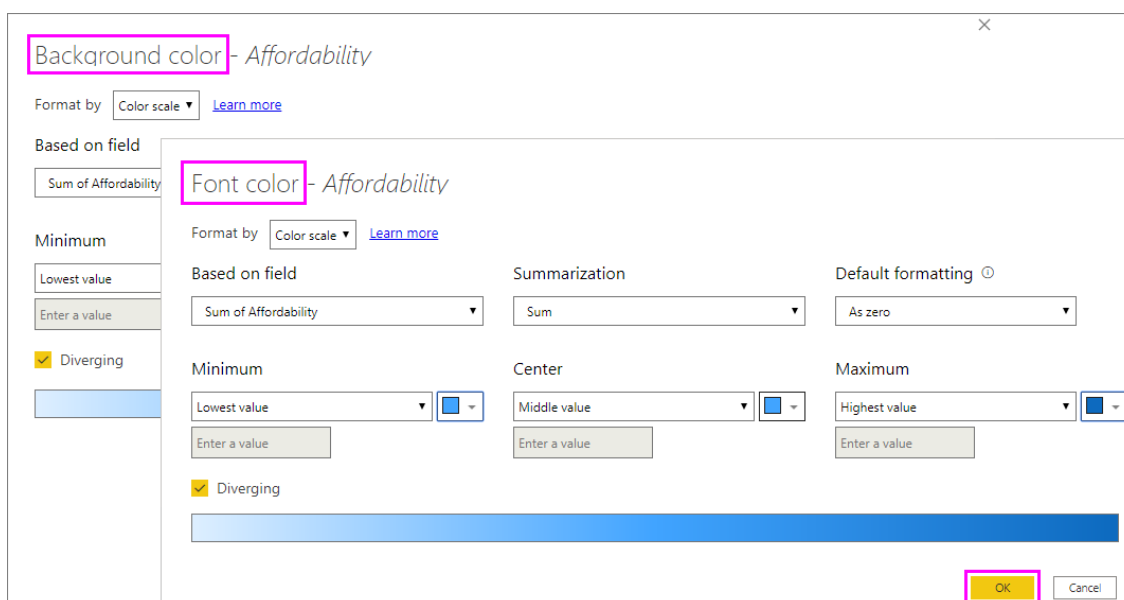 Background color - Affordability
Format by Color scale Learn more
Based on field
Sum of Affordability
Minimum
Lowest value
Enter a value
Diverging
Font color - Affordability
Format by Color scale Learn more
Based on field Summarization Default formatting
Sum of Affordability Sum As zero
Minimum Center Maximum
Lowest value Middle value Highest value
Enter a value Enter a value Enter a value
Diverging
OK Cancel